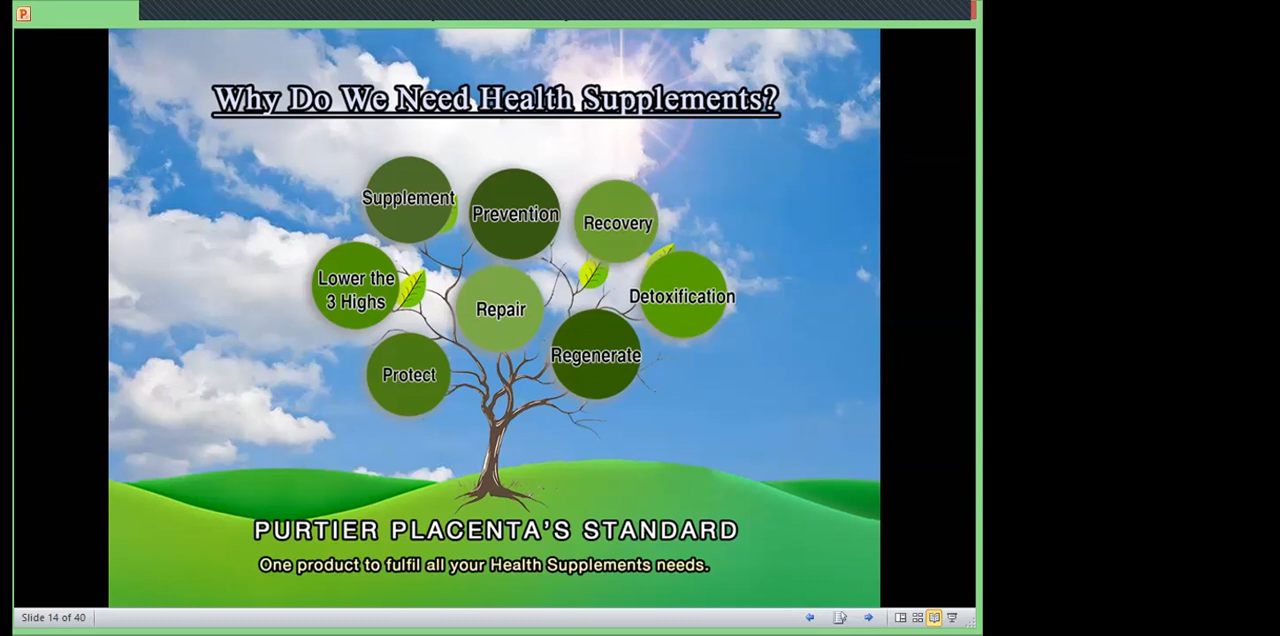 Why Do We Need Health Supplements?
Supplement
Prevention
Recovery
Lower the
3 Highs
Repair
Detoxification
Protect
Regenerate
PURTIER PLACENTA'S STANDARD
One product to fulfil all your Health Supplements needs.
Slide 14 of 40